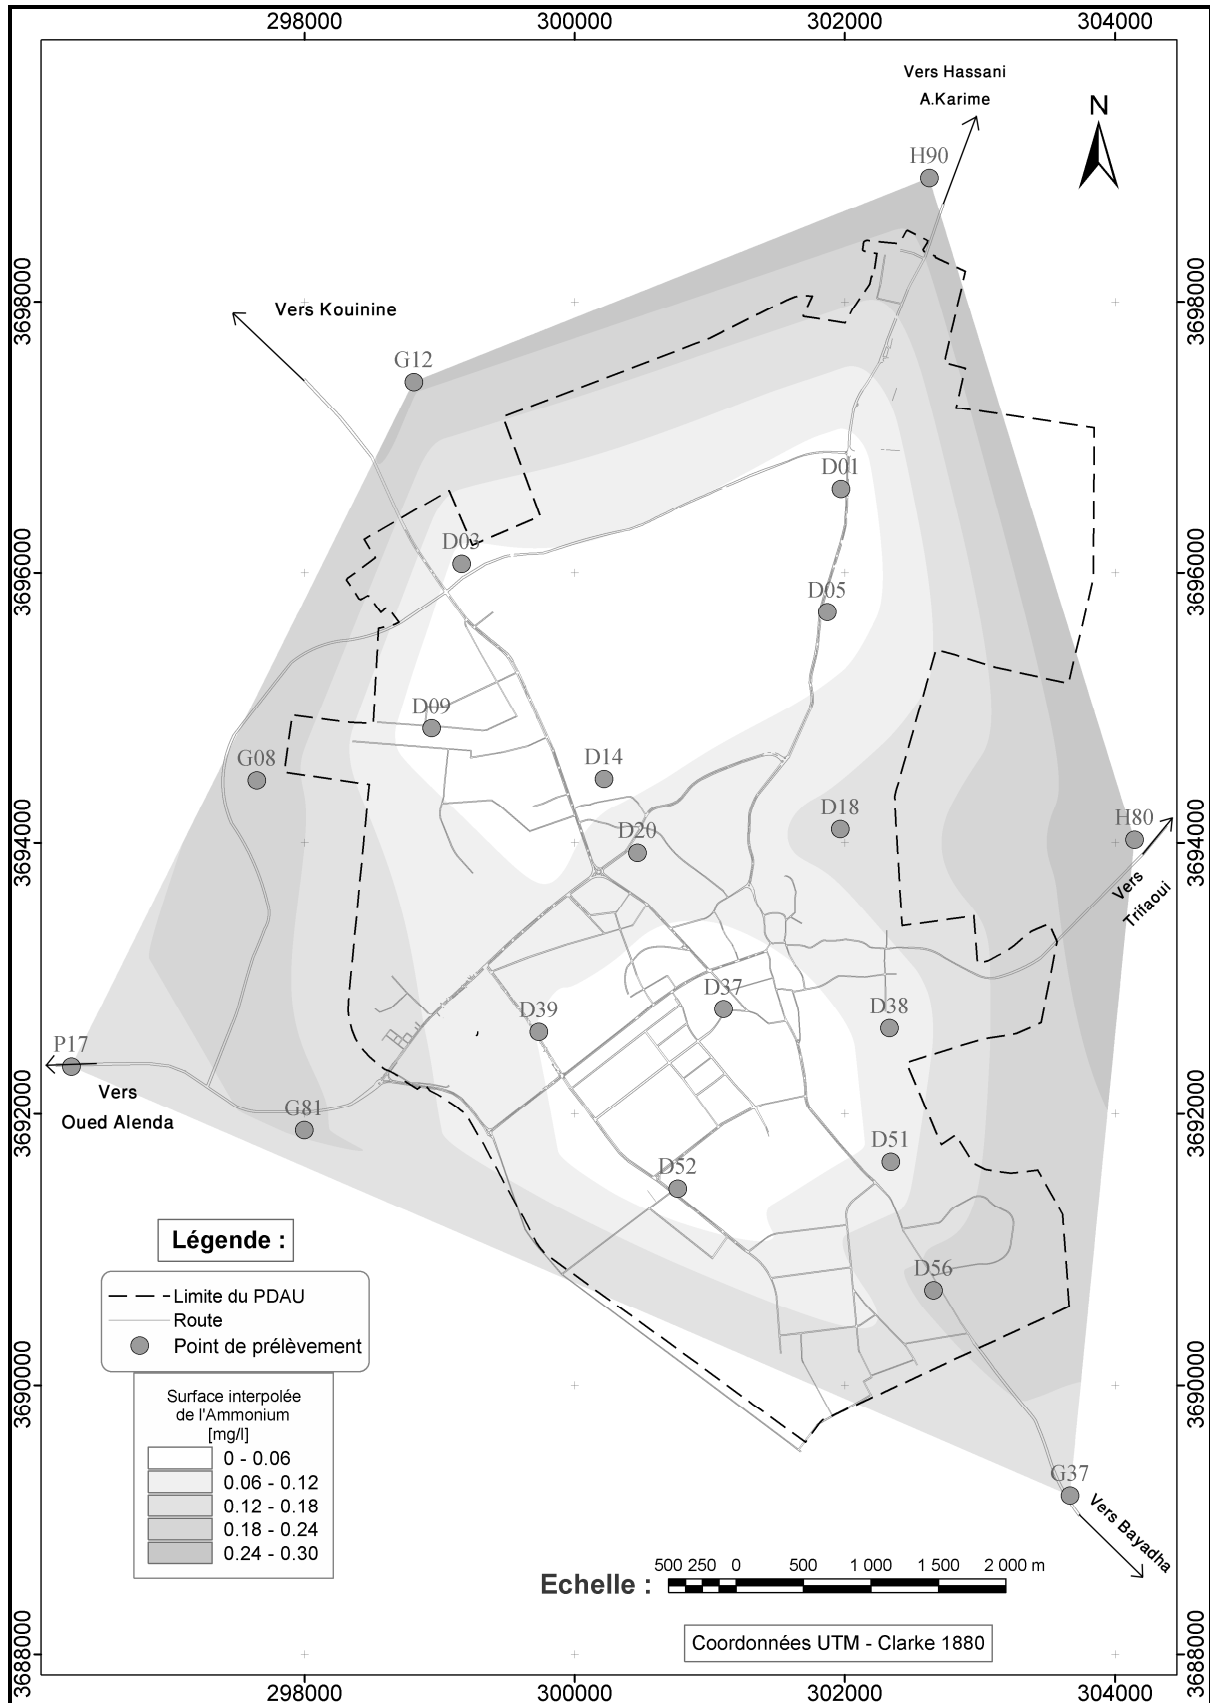 298000
300000
302000
304000
Vers Hassani
A.Karime
N
H90
3698000
3698000
Vers Kouinine
G12
D01
D03
3696000
3696000
D05
D09
G08
D14
D18
H80
D20
3694000
3694000
Vers
Trifaoui
D37
D38
D39
P17
Vers
Oued Alenda
G81
3692000
3692000
D51
D52
D56
Légende :
Limite du PDAU
Route
Point de prélèvement
3690000
3690000
Surface interpolée
de l'Ammonium
[mg/l]
0 - 0.06
0.06 - 0.12
0.12 - 0.18
0.18 - 0.24
0.24 - 0.30
G37
Vers Bayadha
Echelle :
500 250 0 500 1 000 1 500 2 000 m
Coordonnées UTM - Clarke 1880
3688000
3688000
298000
300000
302000
304000